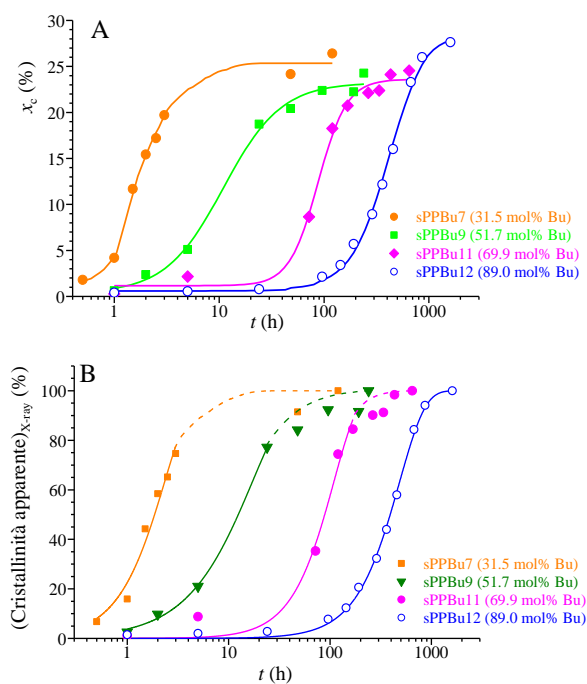 A
30
25
20
15
10
5
0
x_c (%)
sPPBu7 (31.5 mol% Bu)
sPPBu9 (51.7 mol% Bu)
sPPBu11 (69.9 mol% Bu)
sPPBu12 (89.0 mol% Bu)
1 10 100 1000
t (h)
B
100
80
60
40
20
0
(Cristallinità apparente)_X-ray (%)
sPPBu7 (31.5 mol% Bu)
sPPBu9 (51.7 mol% Bu)
sPPBu11 (69.9 mol% Bu)
sPPBu12 (89.0 mol% Bu)
1 10 100 1000
t (h)